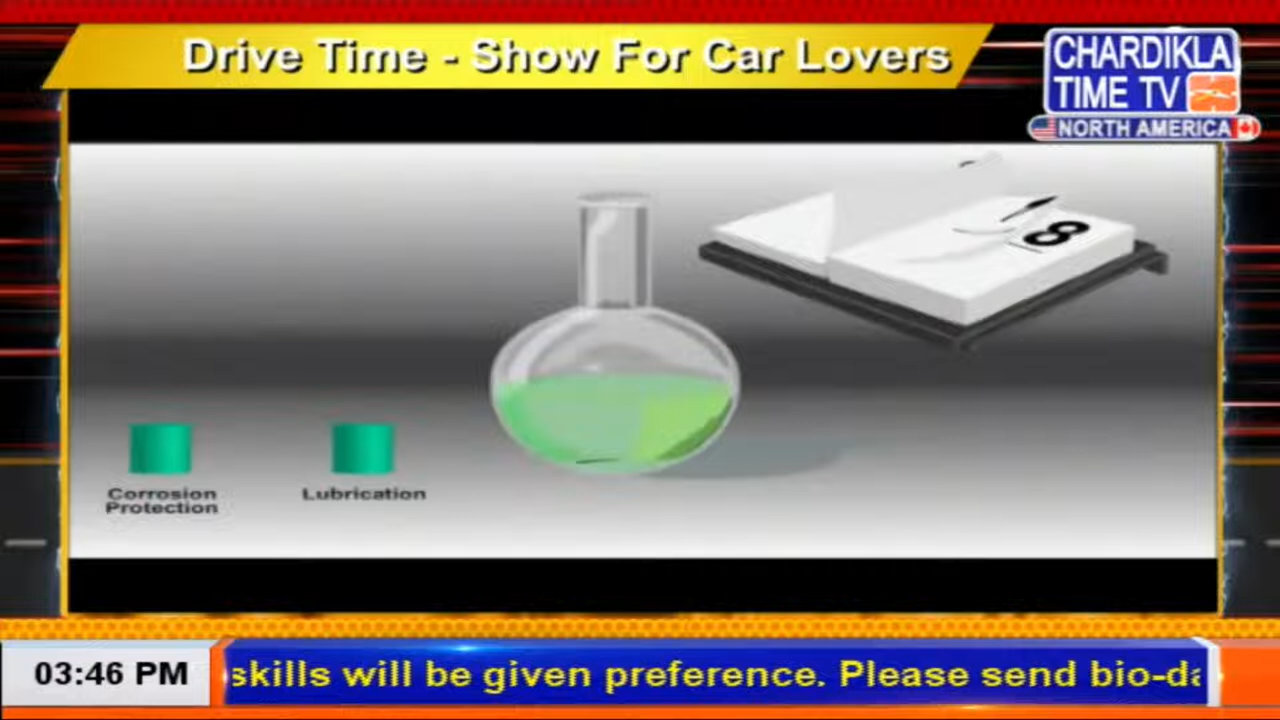 Drive Time - Show For Car Lovers
CHARDIKLA
TIME TV
NORTH AMERICA
8
Corrosion
Protection
Lubrication
03:46 PM
skills will be given preference. Please send bio-da